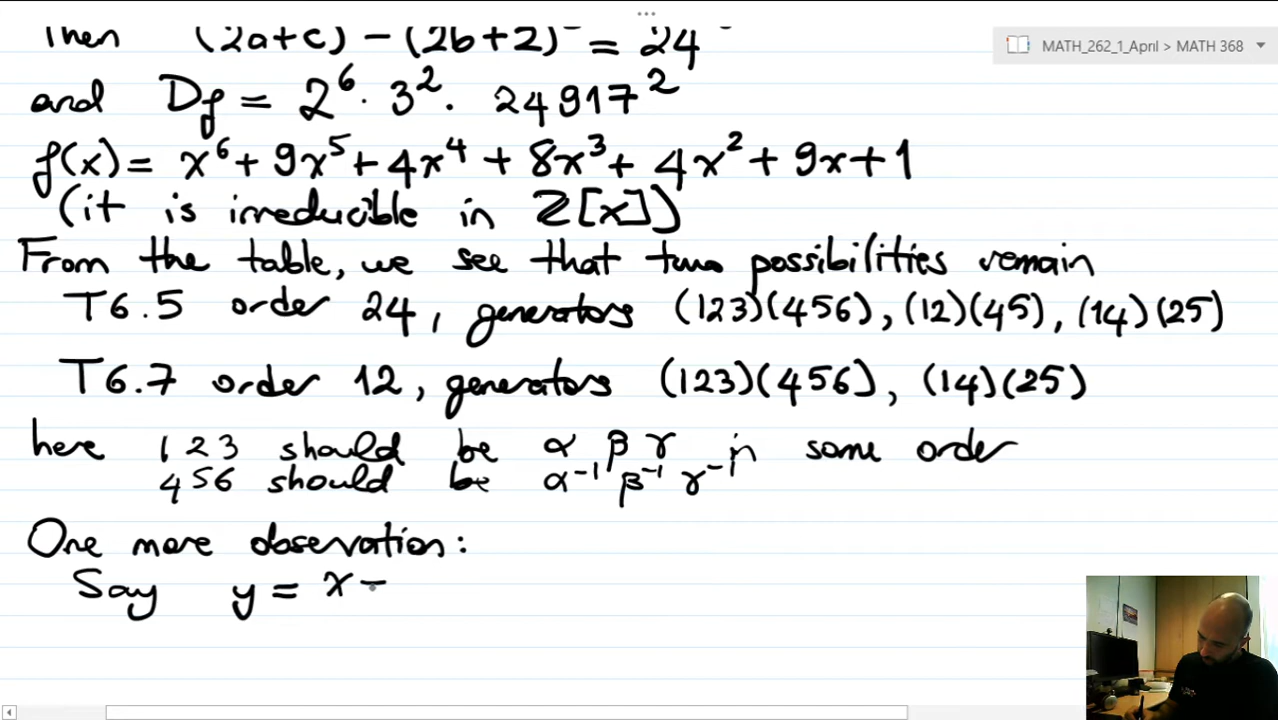 MATH_262_1_April > MATH 368
Then (2a+c)² - (2b+2)² = 24²
and Df = 2⁶ · 3² · 24917²
f(x) = x⁶ + 9x⁵ + 4x⁴ + 8x³ + 4x² + 9x + 1
(it is irreducible in Z[x])
From the table, we see that two possibilities remain
T6.5 order 24, generators (123)(456), (12)(45), (14)(25)
T6.7 order 12, generators (123)(456), (14)(25)
here 1 2 3 should be α β γ in some order
4 5 6 should be α⁻¹ β⁻¹ γ⁻¹
One more observation:
Say y = x -